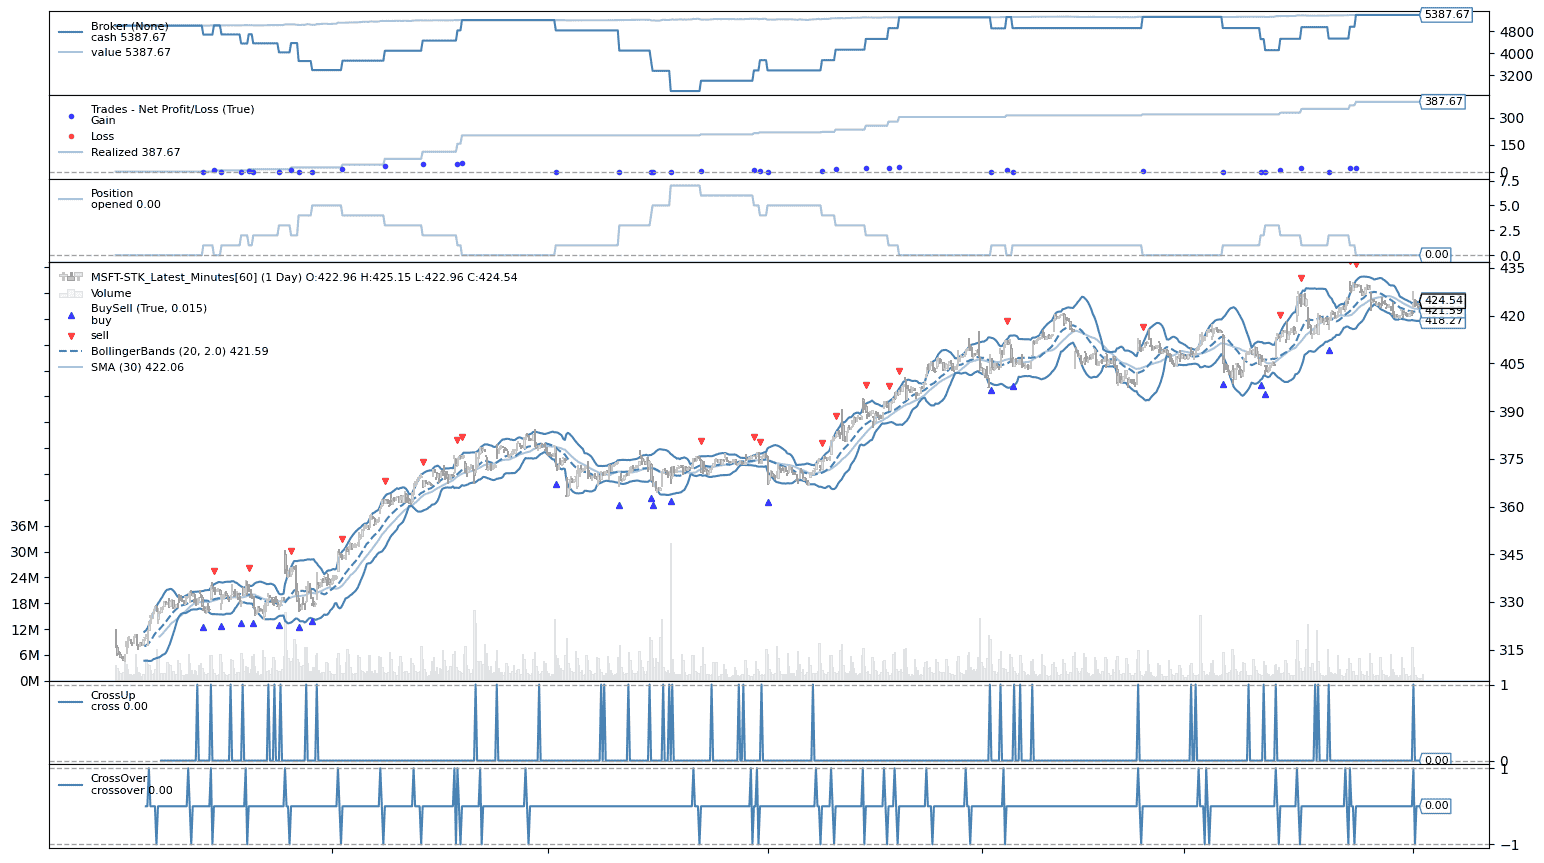 Broker (None)
cash 5387.67
value 5387.67
5387.67
4800
4000
3200
Trades - Net Profit/Loss (True)
Gain
Loss
Realized 387.67
387.67
300
150
0
Position
opened 0.00
7.5
5.0
2.5
0.0
0.00
MSFT-STK_Latest_Minutes[60] (1 Day) O:422.96 H:425.15 L:422.96 C:424.54
Volume
BuySell (True, 0.015)
buy
sell
BollingerBands (20, 2.0) 421.59
SMA (30) 422.06
424.54
421.59
418.27
435
420
405
390
375
360
345
330
315
36M
30M
24M
18M
12M
6M
0M
CrossUp
cross 0.00
1
0
0.00
CrossOver
crossover 0.00
1
0.00
−1